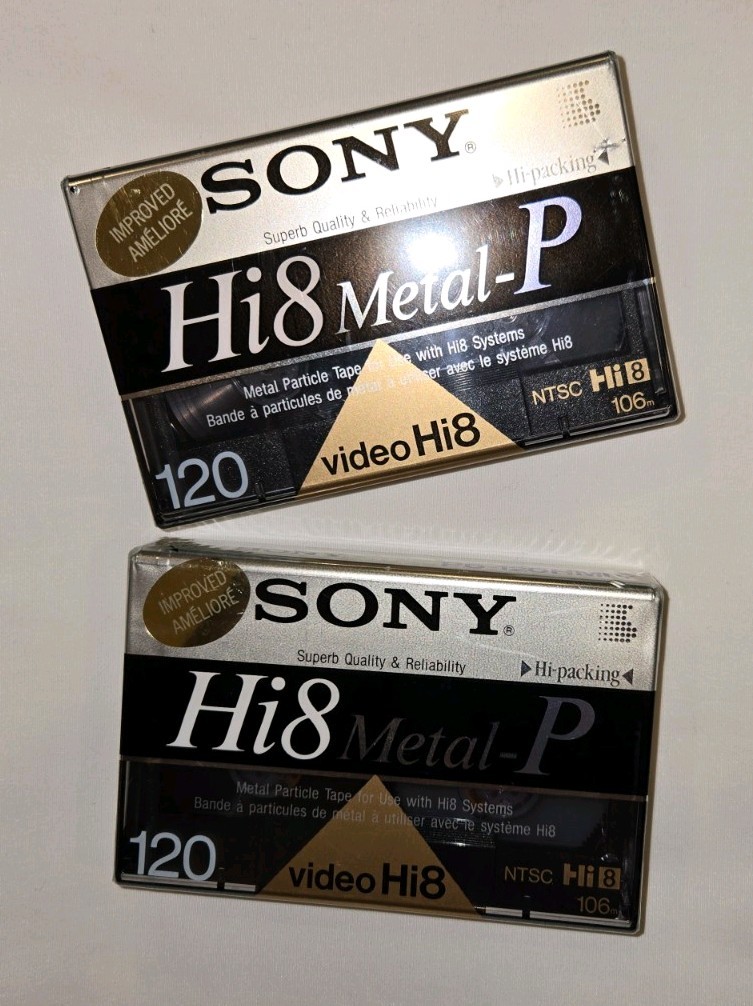 SONY®
IMPROVED
AMÉLIORÉ
Hi-packing
Superb Quality & Reliability
Hi8 Metal-P
Metal Particle Tape for Use with Hi8 Systems
Bande à particules de métal à utiliser avec le système Hi8
NTSC Hi8
106m
video Hi8
120
IMPROVED
AMÉLIORÉ
SONY®
Superb Quality & Reliability
Hi-packing
Hi8 Metal-P
Metal Particle Tape for Use with Hi8 Systems
Bande à particules de métal à utiliser avec le système Hi8
120
video Hi8
NTSC Hi8
106m